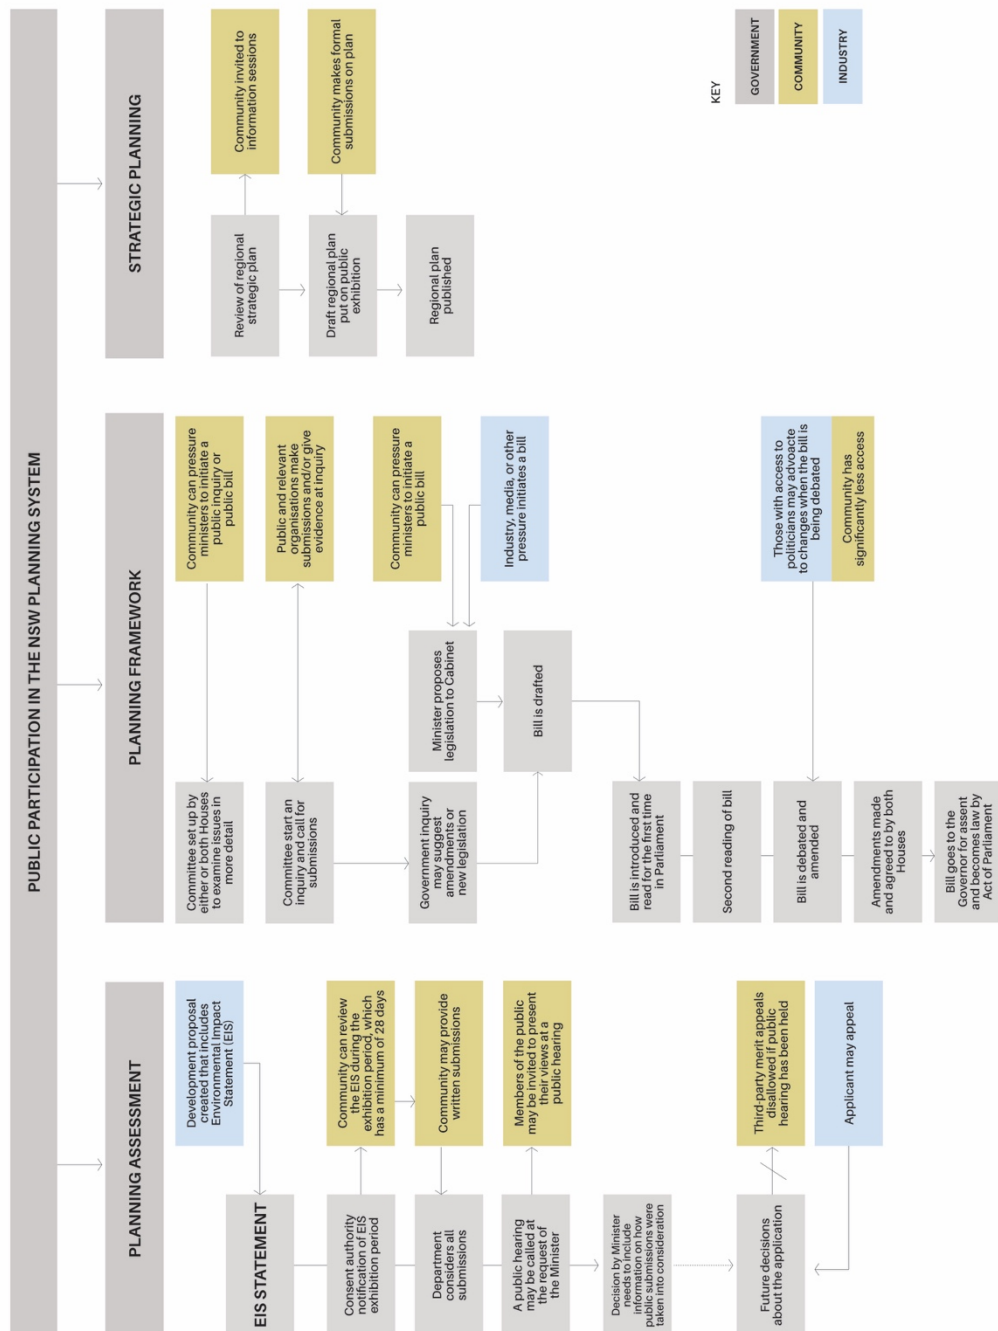 PUBLIC PARTICIPATION IN THE NSW PLANNING SYSTEM
PLANNING ASSESSMENT
Development proposal
created that includes
Environmental Impact
Statement (EIS)
EIS STATEMENT
Consent authority
notification of EIS
exhibition period
Community can review
the EIS during the
exhibition period, which
has a minimum of 28 days
Department
considers all
submissions
Community may provide
written submissions
A public hearing
may be called at
the request of
the Minister
Members of the public
may be invited to present
their views at a
public hearing
Decision by Minister
needs to include
information on how
public submissions were
taken into consideration
Future decisions
about the application
Third-party merit appeals
disallowed if public
hearing has been held
Applicant may appeal
PLANNING FRAMEWORK
Committee set up by
either or both Houses
to examine issues in
more detail
Community can pressure
ministers to initiate a
public inquiry or
public bill
Committee start an
inquiry and call for
submissions
Public and relevant
organisations make
submissions and/or give
evidence at inquiry
Government inquiry
may suggest
amendments or
new legislation
Minister proposes
legislation to Cabinet
Community can pressure
ministers to initiate a
public bill
Industry, media, or other
pressure initiates a bill
Bill is drafted
Bill is introduced and
read for the first time
in Parliament
Second reading of bill
Bill is debated and
amended
Those with access to
politicians may advoacte
to changes when the bill is
being debated
Community has
significantly less access
Amendments made
and agreed to by both
Houses
Bill goes to the
Governor for assent
and becomes law by
Act of Parliament
STRATEGIC PLANNING
Review of regional
strategic plan
Community invited to
information sessions
Draft regional plan
put on public
exhibition
Community makes formal
submissions on plan
Regional plan
published
KEY
GOVERNMENT
COMMUNITY
INDUSTRY